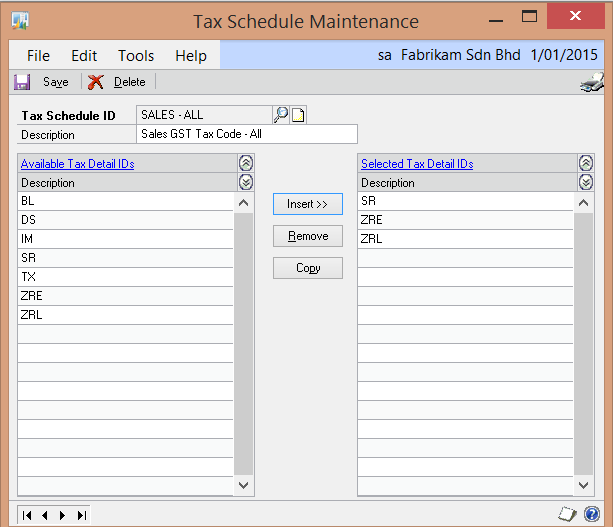 Tax Schedule Maintenance
File Edit Tools Help sa Fabrikam Sdn Bhd 1/01/2015
Save Delete
Tax Schedule ID SALES - ALL
Description Sales GST Tax Code - All
Available Tax Detail IDs Selected Tax Detail IDs
Description Description
BL Insert >> SR
DS ZRE
IM Remove ZRL
SR
TX Copy
ZRE
ZRL